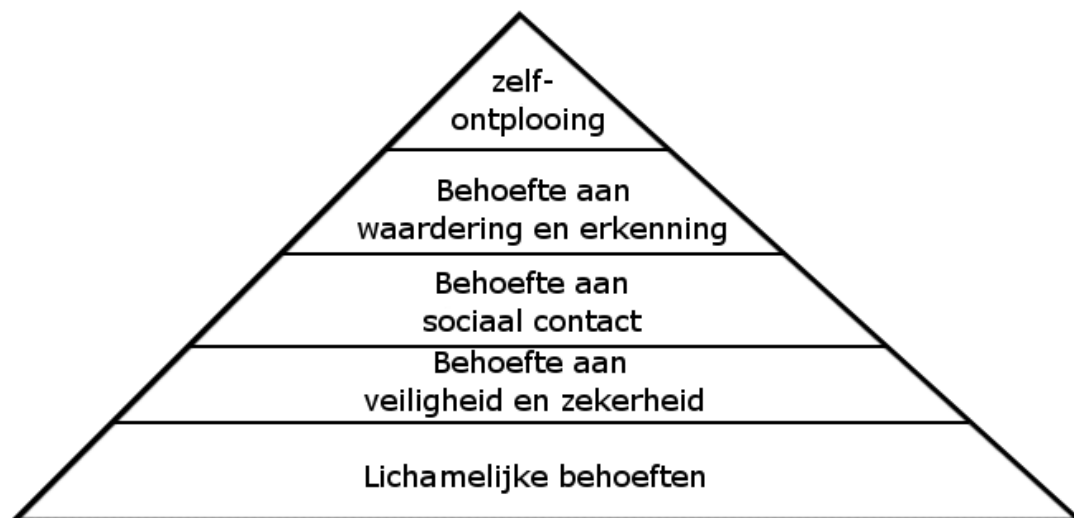 zelf-
ontplooing
Behoefte aan
waardering en erkenning
Behoefte aan
sociaal contact
Behoefte aan
veiligheid en zekerheid
Lichamelijke behoeften